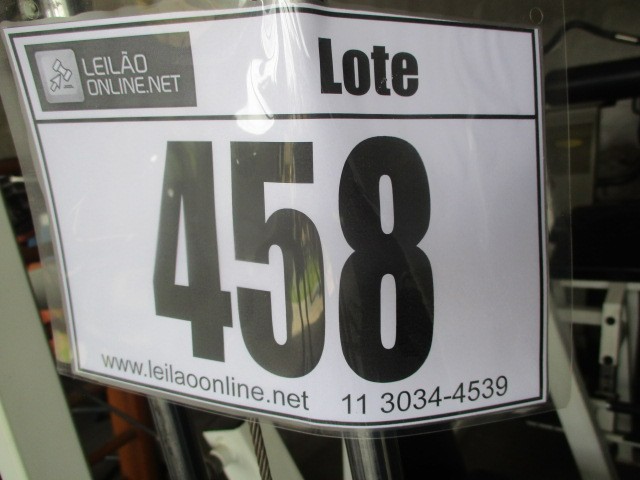 LEILÃO
ONLINE.NET
Lote
458
www.leilaoonline.net 11 3034-4539